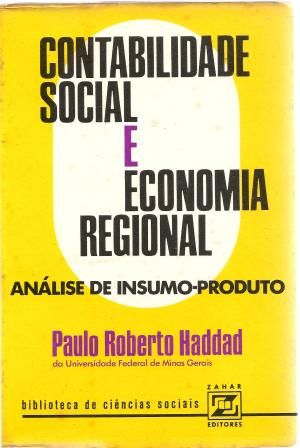 CONTABILIDADE
SOCIAL
E
ECONOMIA
REGIONAL
ANÁLISE DE INSUMO-PRODUTO
Paulo Roberto Haddad
da Universidade Federal de Minas Gerais
biblioteca de ciências sociais
ZAHAR
EDITORES